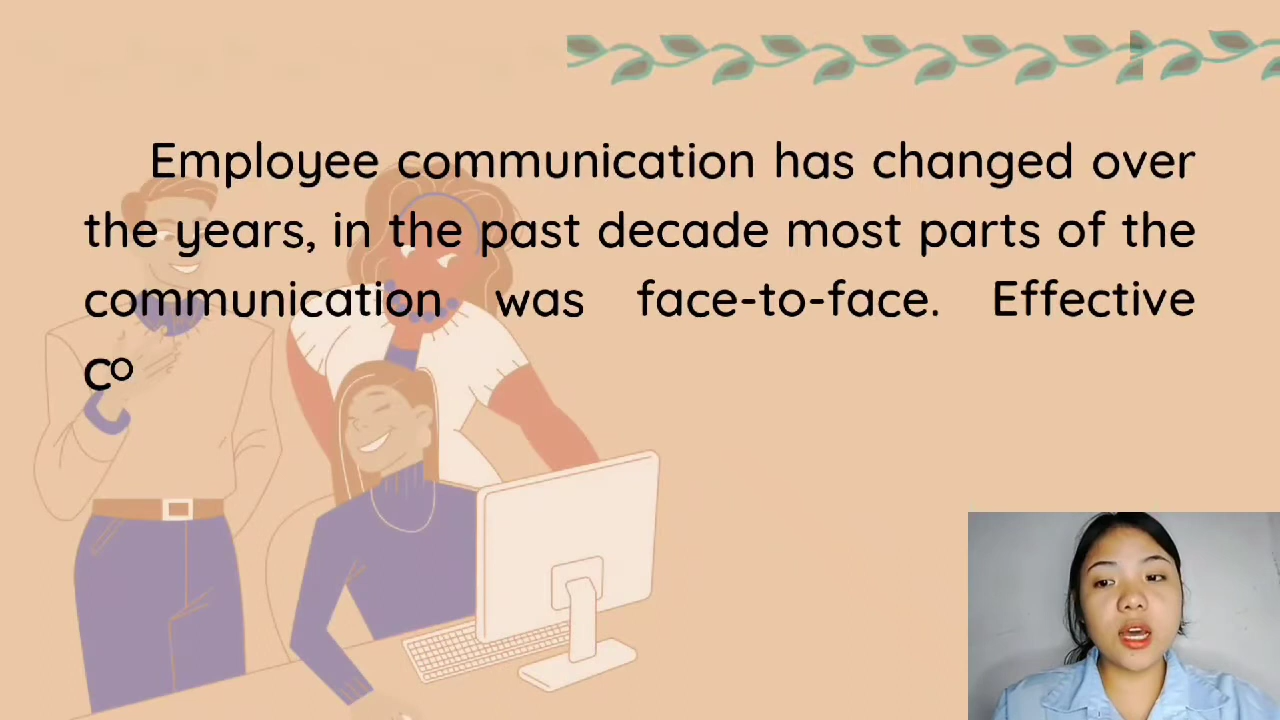 Employee communication has changed over
the years, in the past decade most parts of the
communication was face-to-face. Effective
co